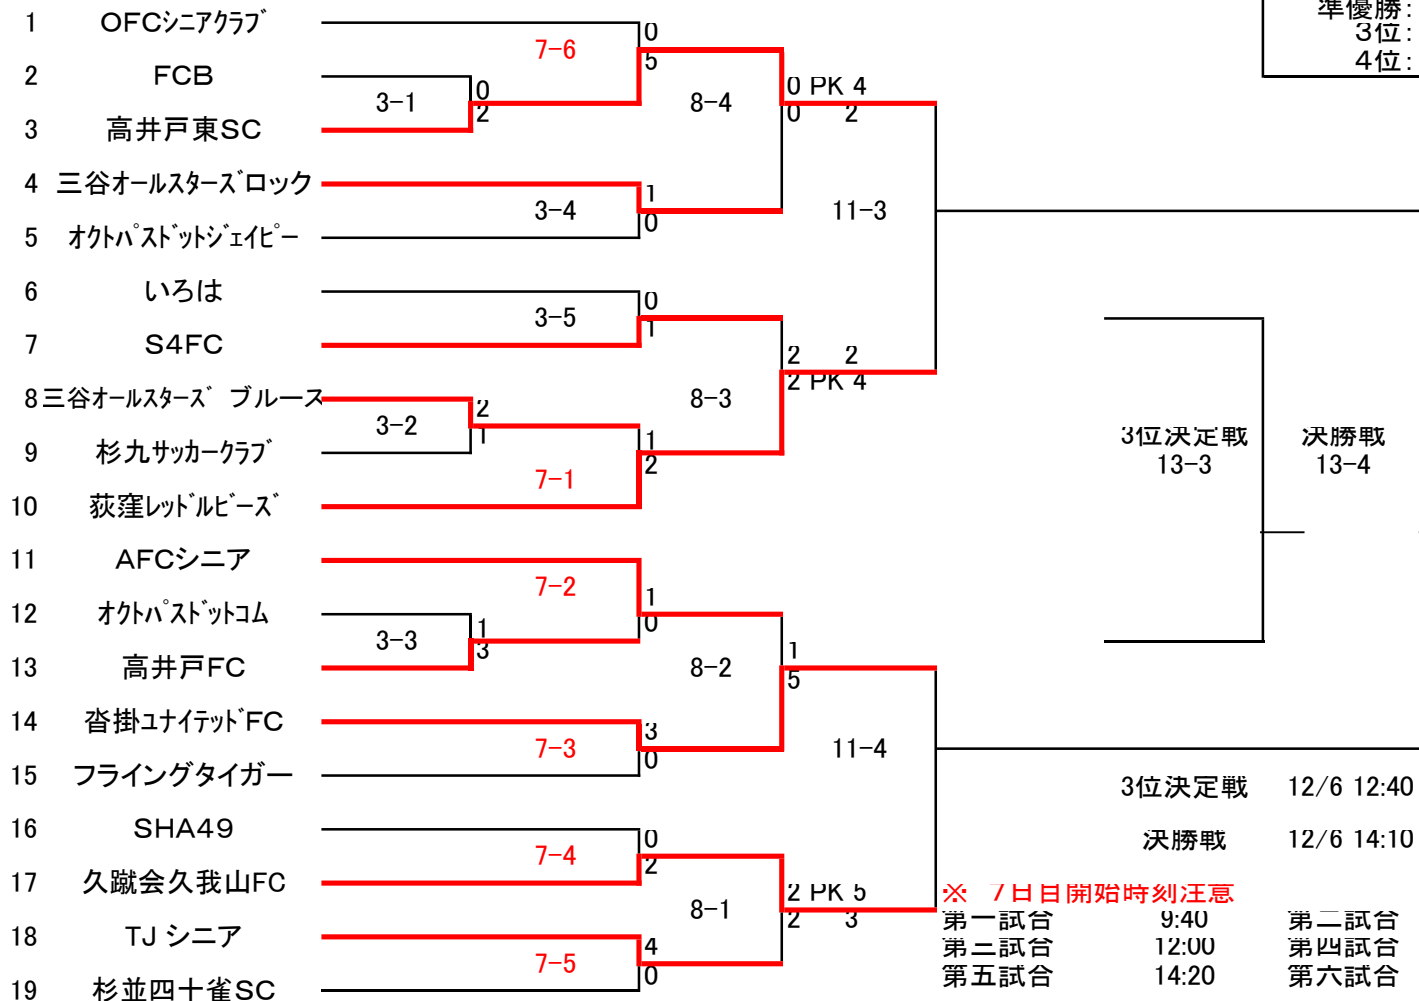 準優勝:
3位:
4位:
1 OFCシニアクラブ
0
7-6
5
2 FCB
0 PK 4
3-1
0
2
8-4
0 2
3 高井戸東SC
4 三谷オールスターズロック
1
3-4
0
11-3
5 オクトパスドットジェイピー
6 いろは
0
3-5
1
7 S4FC
2 2
2 PK 4
8 三谷オールスターズ ブルース
2
3-2
1
8-3
9 杉九サッカークラブ
1
2
3位決定戦 決勝戦
13-3 13-4
7-1
10 荻窪レッドルビーズ
11 AFCシニア
7-2
1
0
12 オクトパスドットコム
1
3-3
3
13 高井戸FC
8-2
1
5
14 沓掛ユナイテッドFC
3
7-3
0
11-4
15 フライングタイガー
3位決定戦 12/6 12:40
16 SHA49
0
7-4
2
決勝戦 12/6 14:10
17 久蹴会久我山FC
2 PK 5
8-1
2 3
※ 7日目開始時刻注意
第一試合 9:40 第二試合
18 TJ シニア
4
7-5
0
第三試合 12:00 第四試合
第五試合 14:20 第六試合
19 杉並四十雀SC